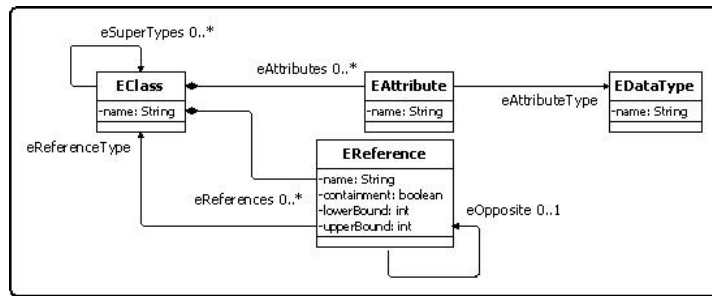 eSuperTypes 0..*
EClass
-name: String
eAttributes 0..*
EAttribute
-name: String
eAttributeType
EDataType
-name: String
eReferenceType
EReference
-name: String
-containment: boolean
-lowerBound: int
-upperBound: int
eReferences 0..*
eOpposite 0..1